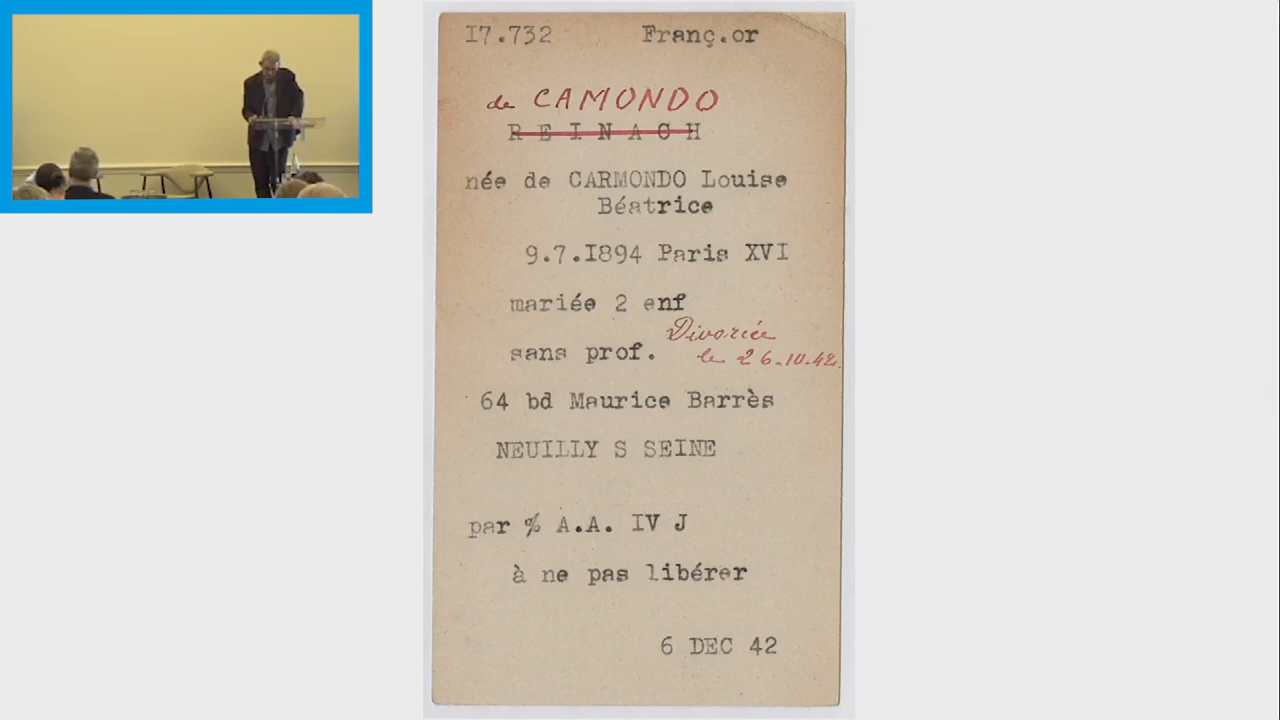 17.732 Franç.or
de CAMONDO
REINACH
née de CARMONDO Louise
Béatrice
9.7.1894 Paris XVI
mariée 2 enf
Divorcée
sans prof.
le 26.10.42.
64 bd Maurice Barrès
NEUILLY S SEINE
par % A.A. IV J
à ne pas libérer
6 DEC 42